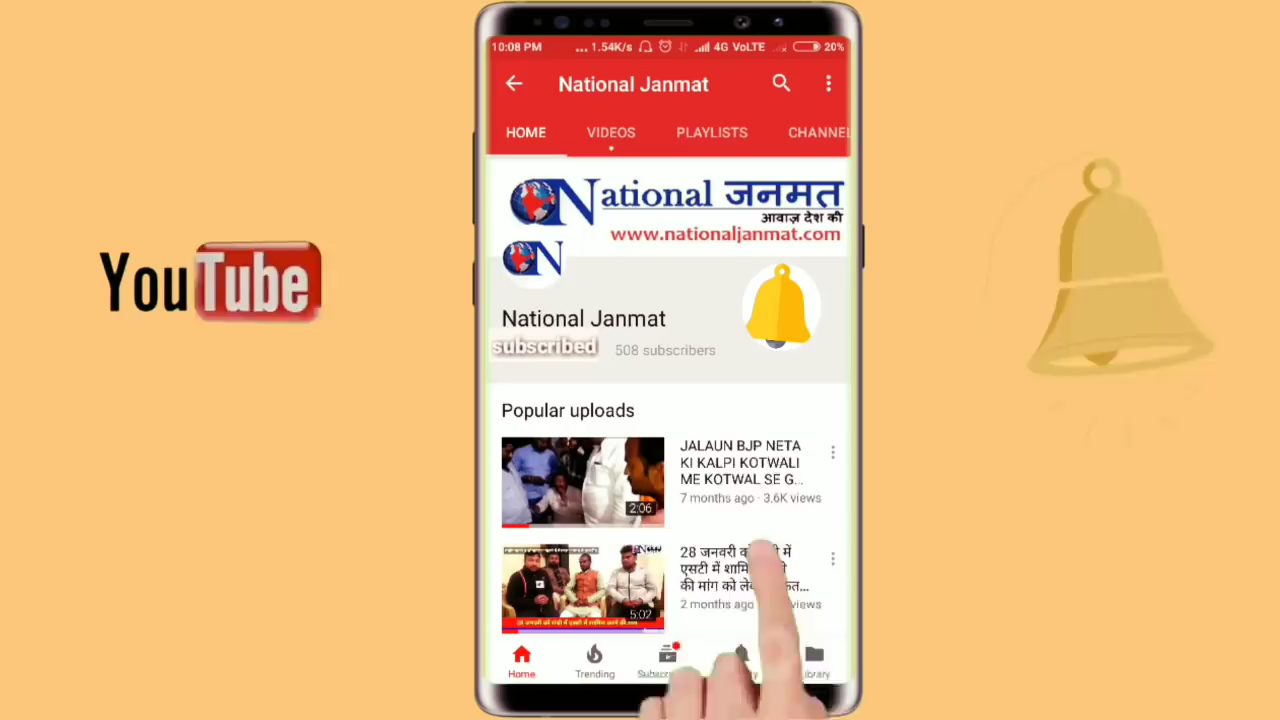 10:08 PM ... 1.54K/s 4G VoLTE 20%
National Janmat
HOME VIDEOS PLAYLISTS CHANNEL
National जनमत
आवाज़ देश की
www.nationaljanmat.com
N
YouTube
National Janmat
subscribed 508 subscribers
Popular uploads
JALAUN BJP NETA
KI KALPI KOTWALI
ME KOTWAL SE G...
7 months ago · 3.6K views
2:06
28 जनवरी में
एसटी में
की मांग को
2 months ago views
5:02
Home Trending